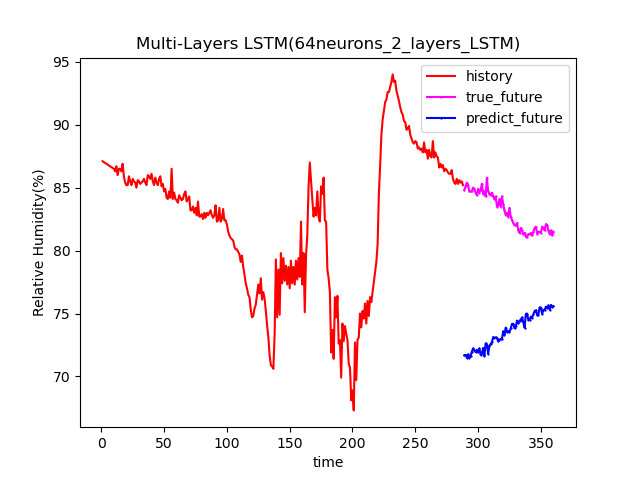 Multi-Layers LSTM(64neurons_2_layers_LSTM)
history
true_future
predict_future
Relative Humidity(%)
95
90
85
80
75
70
0
50
100
150
200
250
300
350
time